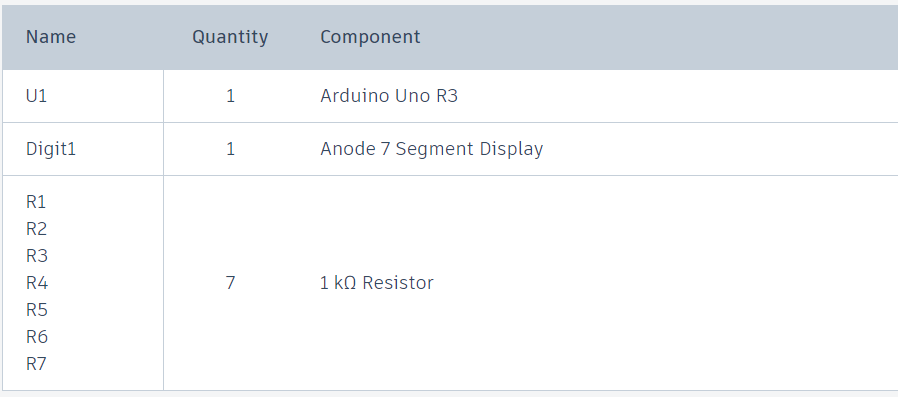 Name Quantity Component
U1 1 Arduino Uno R3
Digit1 1 Anode 7 Segment Display
R1
R2
R3
R4 7 1 kΩ Resistor
R5
R6
R7